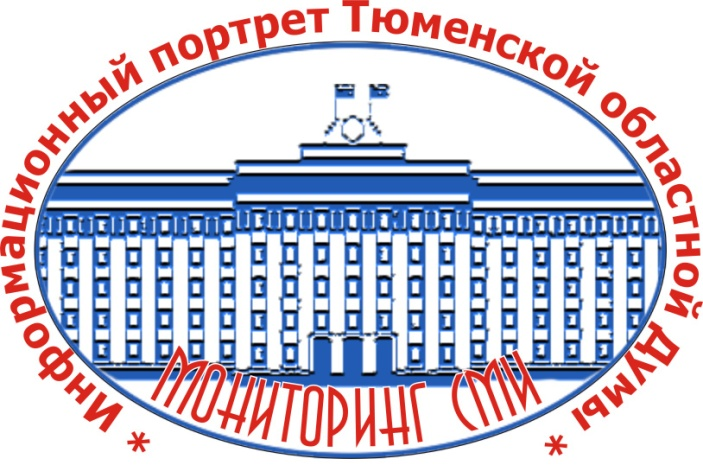 * Информационный портрет Тюменской областной Думы *
МОНИТОРИНГ СМИ